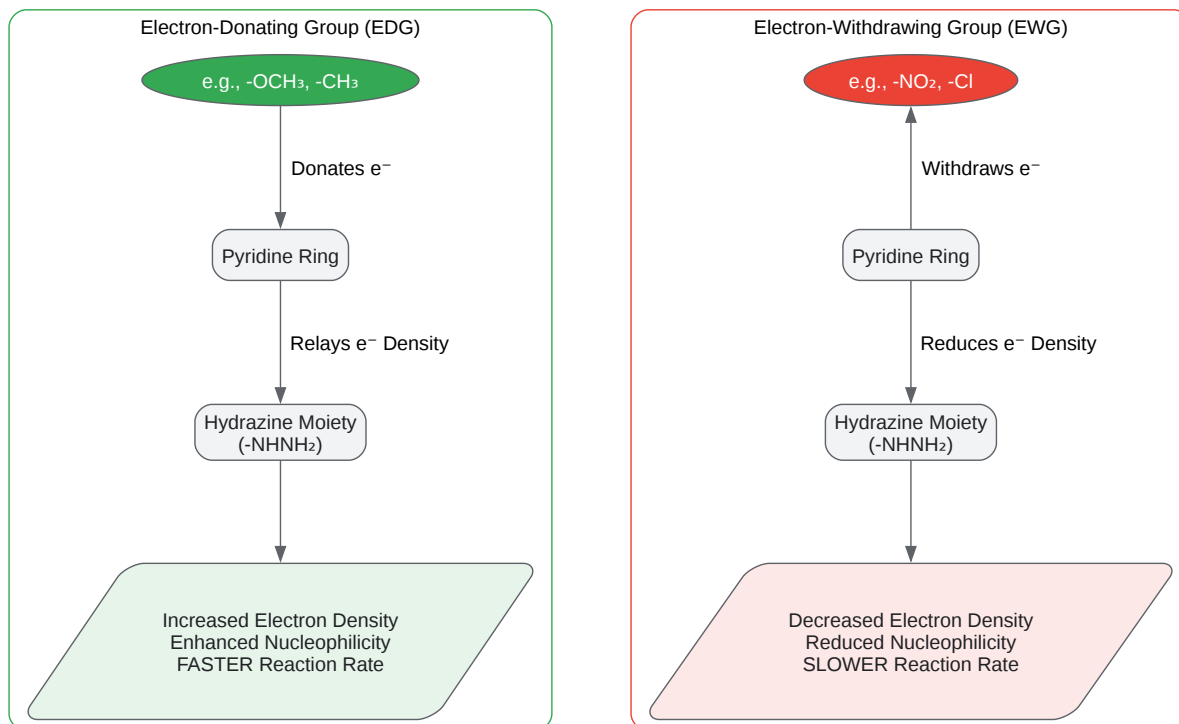 Electron-Donating Group (EDG)
e.g., -OCH₃, -CH₃
Donates e⁻
Pyridine Ring
Relays e⁻ Density
Hydrazine Moiety
(-NHNH₂)
Increased Electron Density
Enhanced Nucleophilicity
FASTER Reaction Rate
Electron-Withdrawing Group (EWG)
e.g., -NO₂, -Cl
Withdraws e⁻
Pyridine Ring
Reduces e⁻ Density
Hydrazine Moiety
(-NHNH₂)
Decreased Electron Density
Reduced Nucleophilicity
SLOWER Reaction Rate